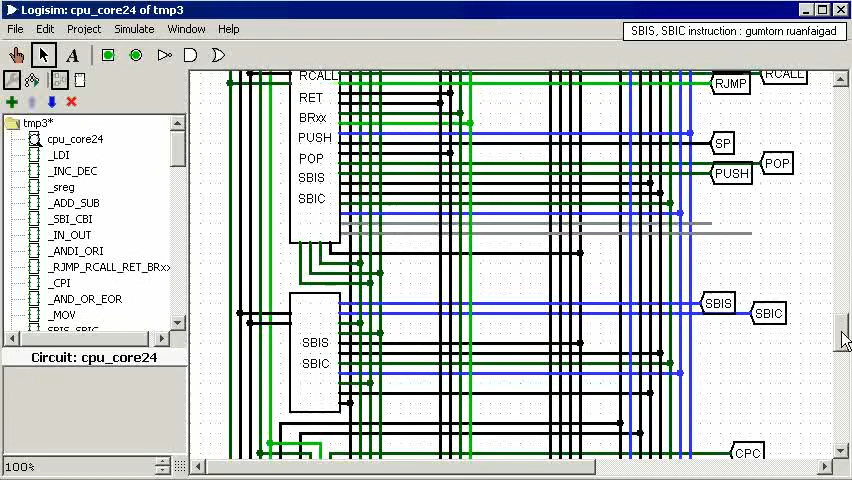 Logisim: cpu_core24 of tmp3
File Edit Project Simulate Window Help
SBIS, SBIC instruction : gumtorn ruanfaigad
A
tmp3*
cpu_core24
_LDI
_INC_DEC
_sreg
_ADD_SUB
_SBI_CBI
_IN_OUT
_ANDI_ORI
_RJMP_RCALL_RET_BRxx
_CPI
_AND_OR_EOR
_MOV
SBIS_SBIC
Circuit: cpu_core24
100%
RCALL
RET
BRxx
PUSH
POP
SBIS
SBIC
SBIS
SBIC
RCALL
RJMP
SP
POP
PUSH
SBIS
SBIC
CPC